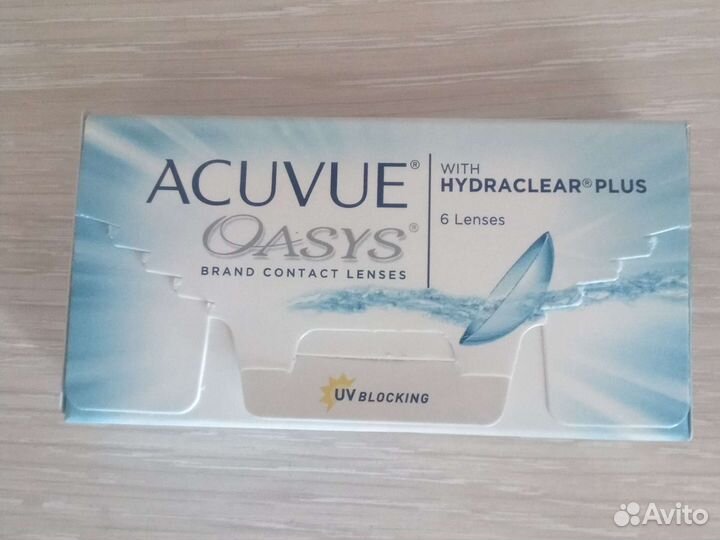 ACUVUE®
OASYS®
BRAND CONTACT LENSES
WITH
HYDRACLEAR® PLUS
6 Lenses
UV BLOCKING
Avito